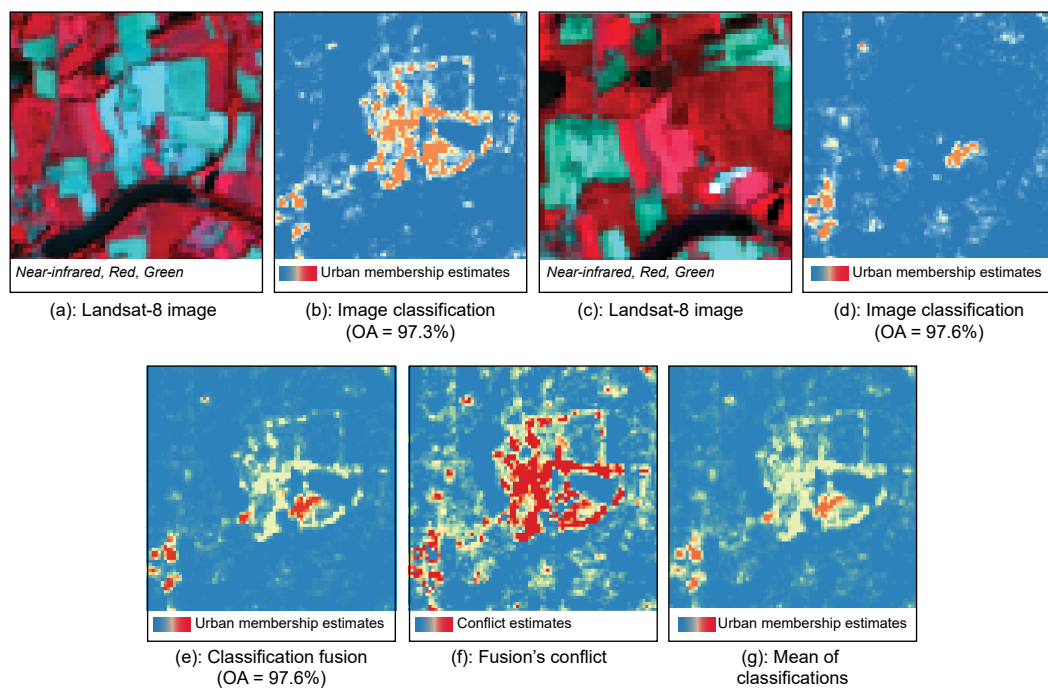 Near-infrared, Red, Green
Urban membership estimates
Near-infrared, Red, Green
Urban membership estimates
(a): Landsat-8 image
(b): Image classification
(OA = 97.3%)
(c): Landsat-8 image
(d): Image classification
(OA = 97.6%)
Urban membership estimates
Conflict estimates
Urban membership estimates
(e): Classification fusion
(OA = 97.6%)
(f): Fusion's conflict
(g): Mean of
classifications